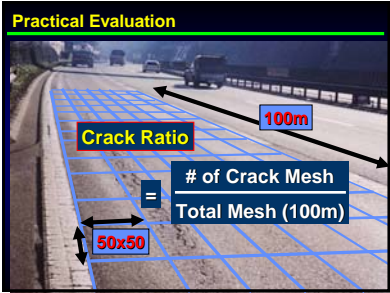 Practical Evaluation
100m
Crack Ratio
=
# of Crack Mesh
Total Mesh (100m)
50x50